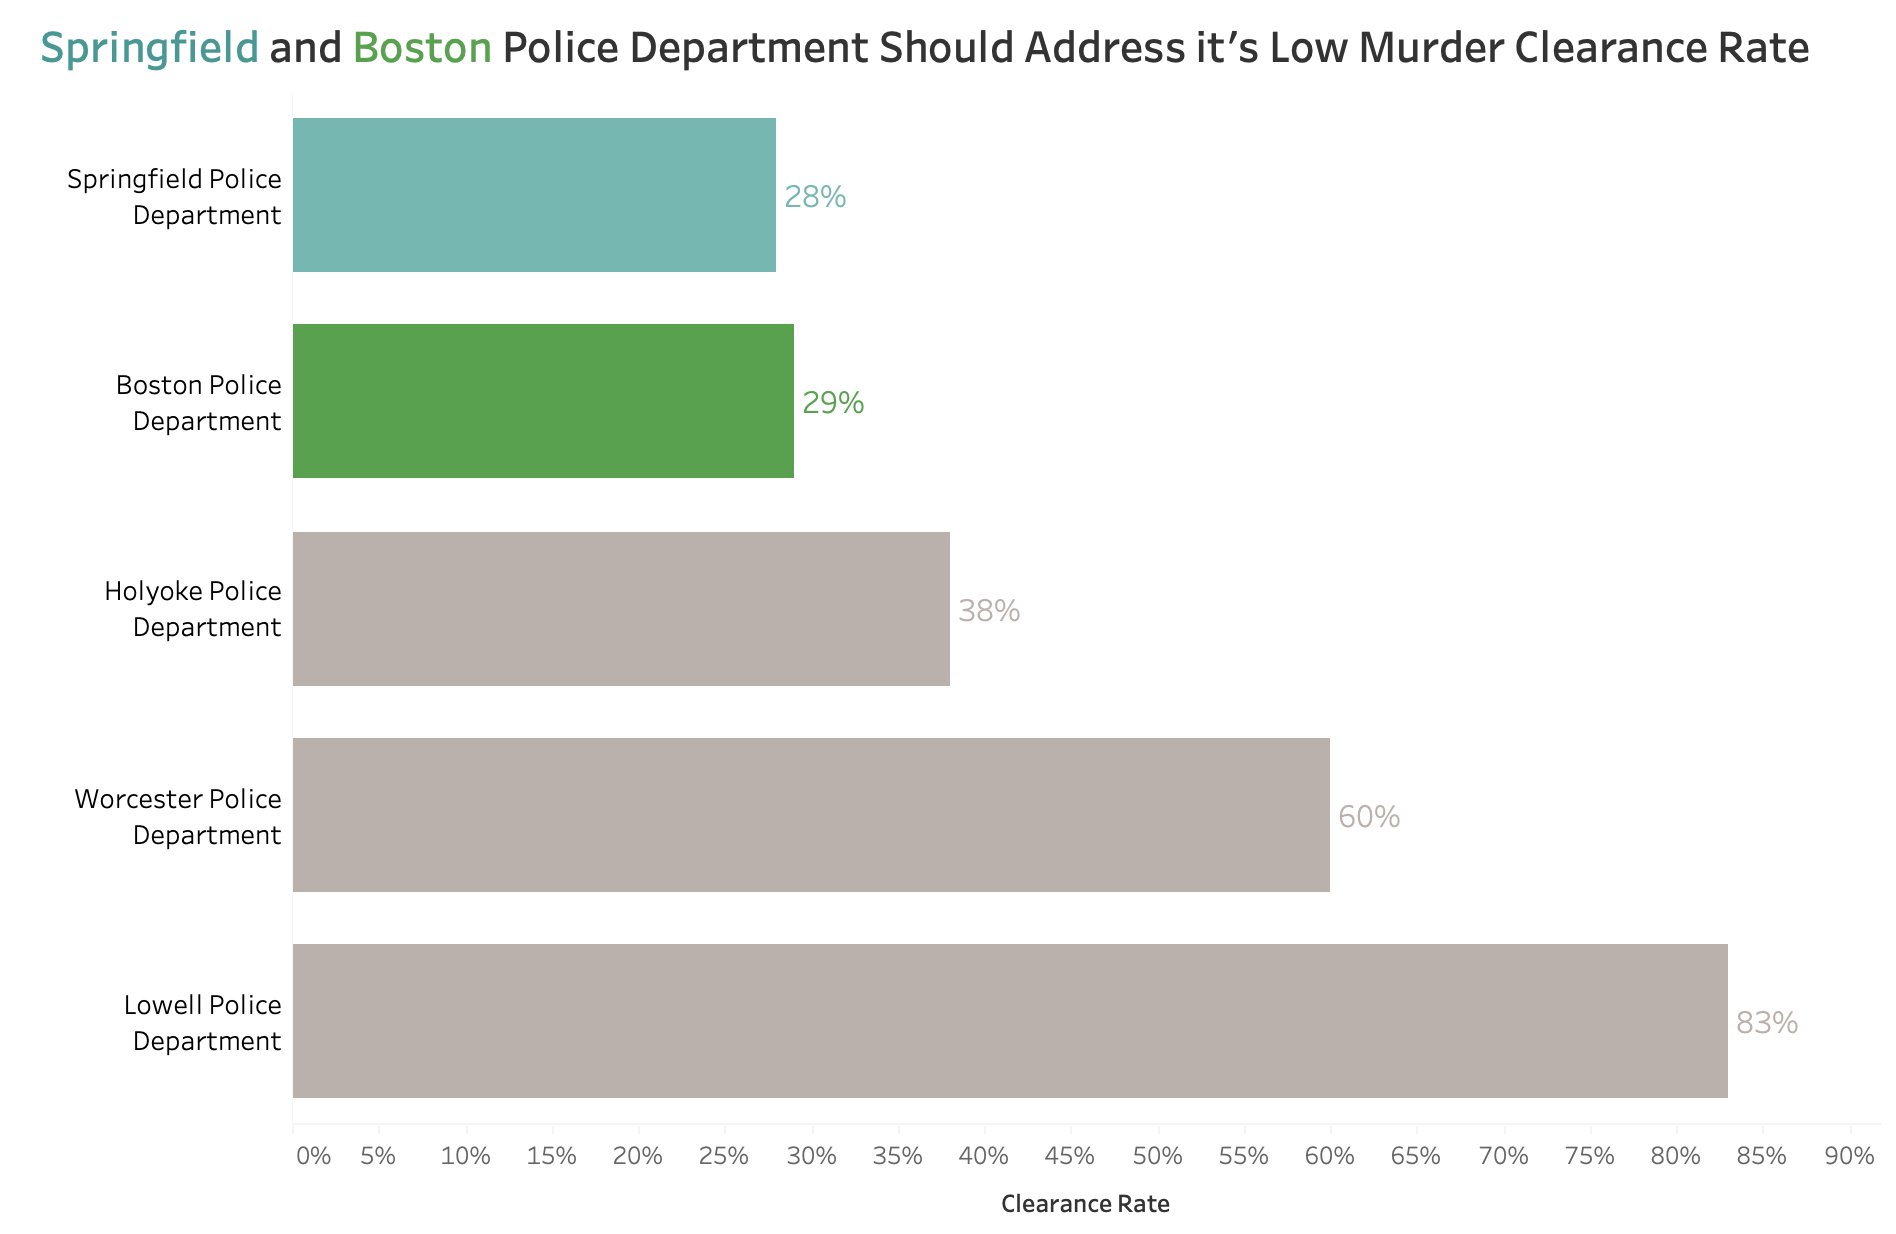 Springfield and Boston Police Department Should Address it’s Low Murder Clearance Rate
Springfield Police
Department
28%
Boston Police
Department
29%
Holyoke Police
Department
38%
Worcester Police
Department
60%
Lowell Police
Department
83%
0% 5% 10% 15% 20% 25% 30% 35% 40% 45% 50% 55% 60% 65% 70% 75% 80% 85% 90%
Clearance Rate